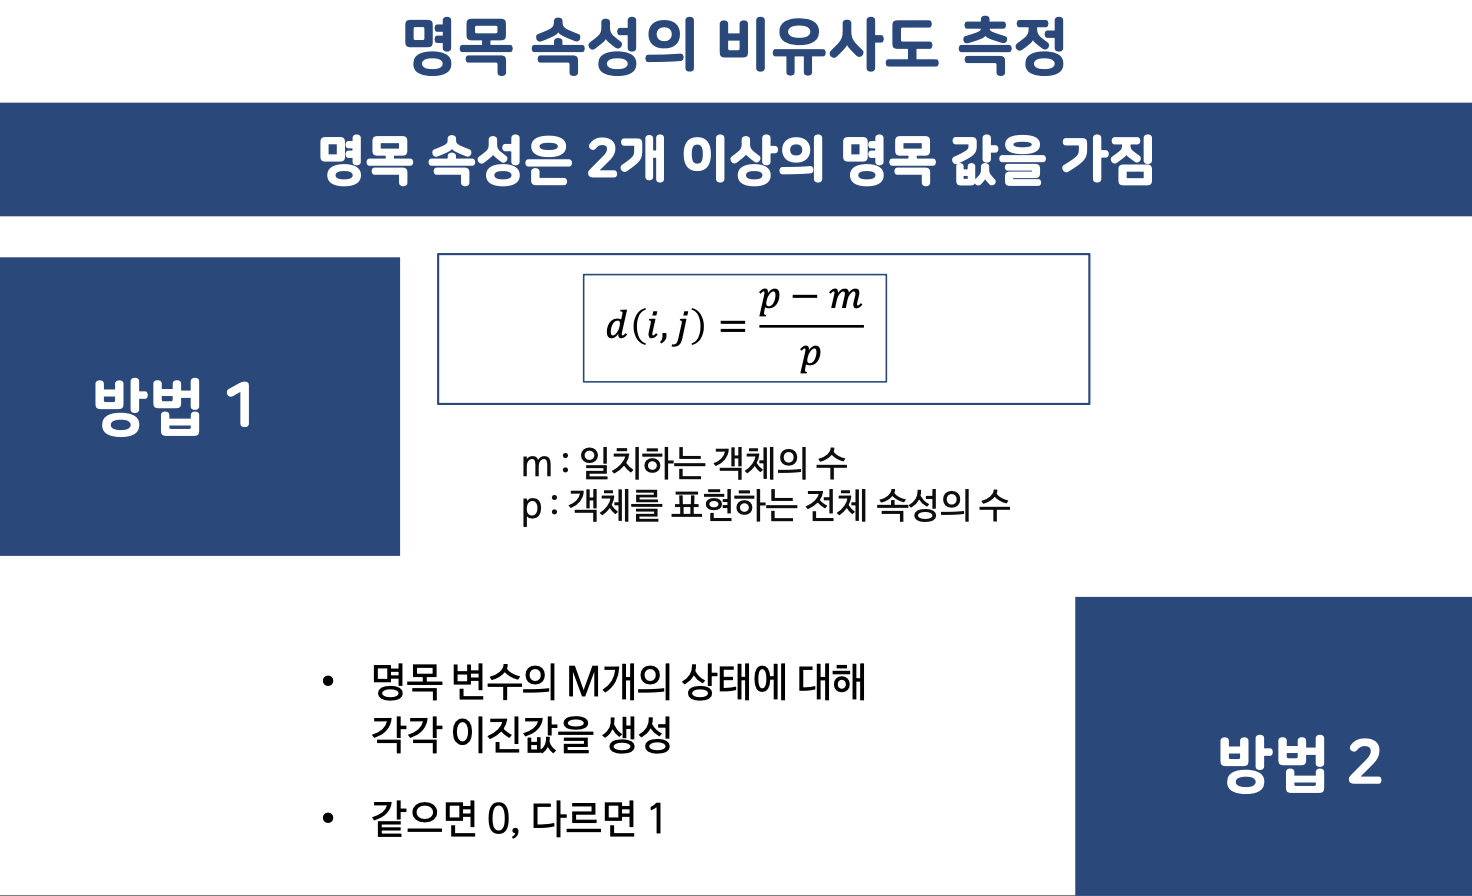 명목 속성의 비유사도 측정
명목 속성은 2개 이상의 명목 값을 가짐
방법 1
d(i,j) = (p − m)/p
m : 일치하는 객체의 수
p : 객체를 표현하는 전체 속성의 수
• 명목 변수의 M개의 상태에 대해
각각 이진값을 생성
• 같으면 0, 다르면 1
방법 2